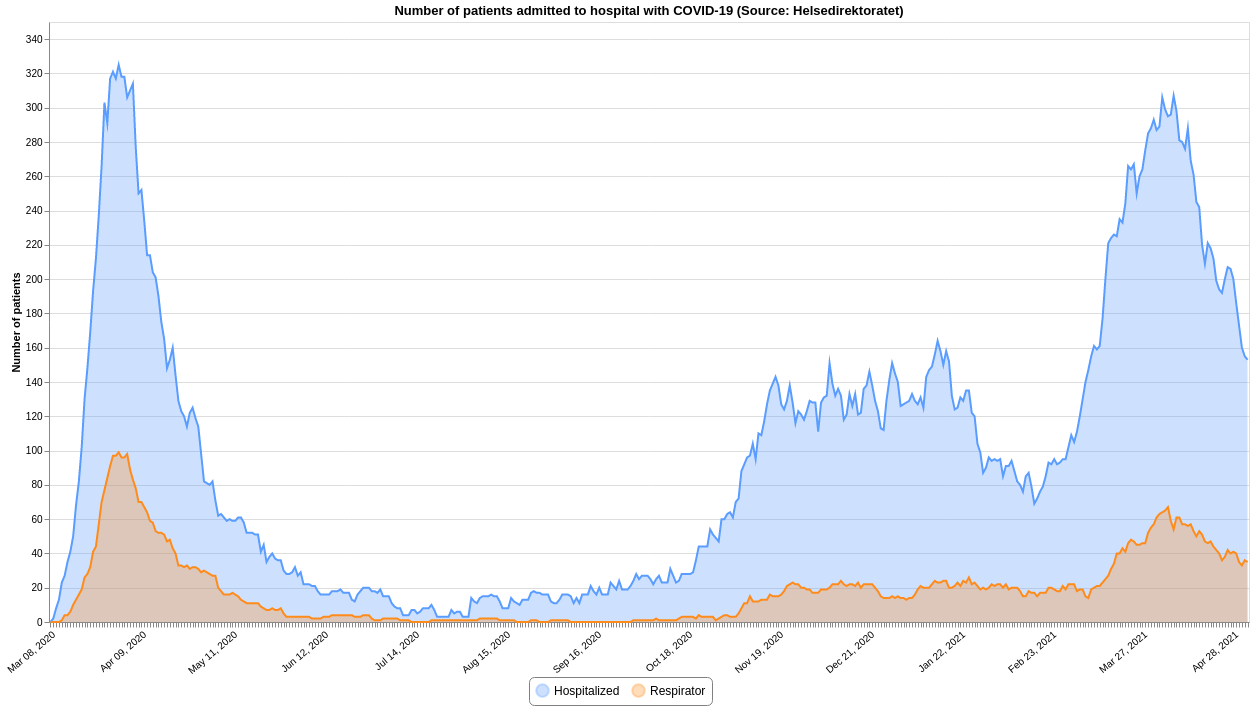 Number of patients admitted to hospital with COVID-19 (Source: Helsedirektoratet)
Number of patients
340
320
300
280
260
240
220
200
180
160
140
120
100
80
60
40
20
0
Mar 08, 2020
Apr 09, 2020
May 11, 2020
Jun 12, 2020
Jul 14, 2020
Aug 15, 2020
Sep 16, 2020
Oct 18, 2020
Nov 19, 2020
Dec 21, 2020
Jan 22, 2021
Feb 23, 2021
Mar 27, 2021
Apr 28, 2021
Hospitalized
Respirator